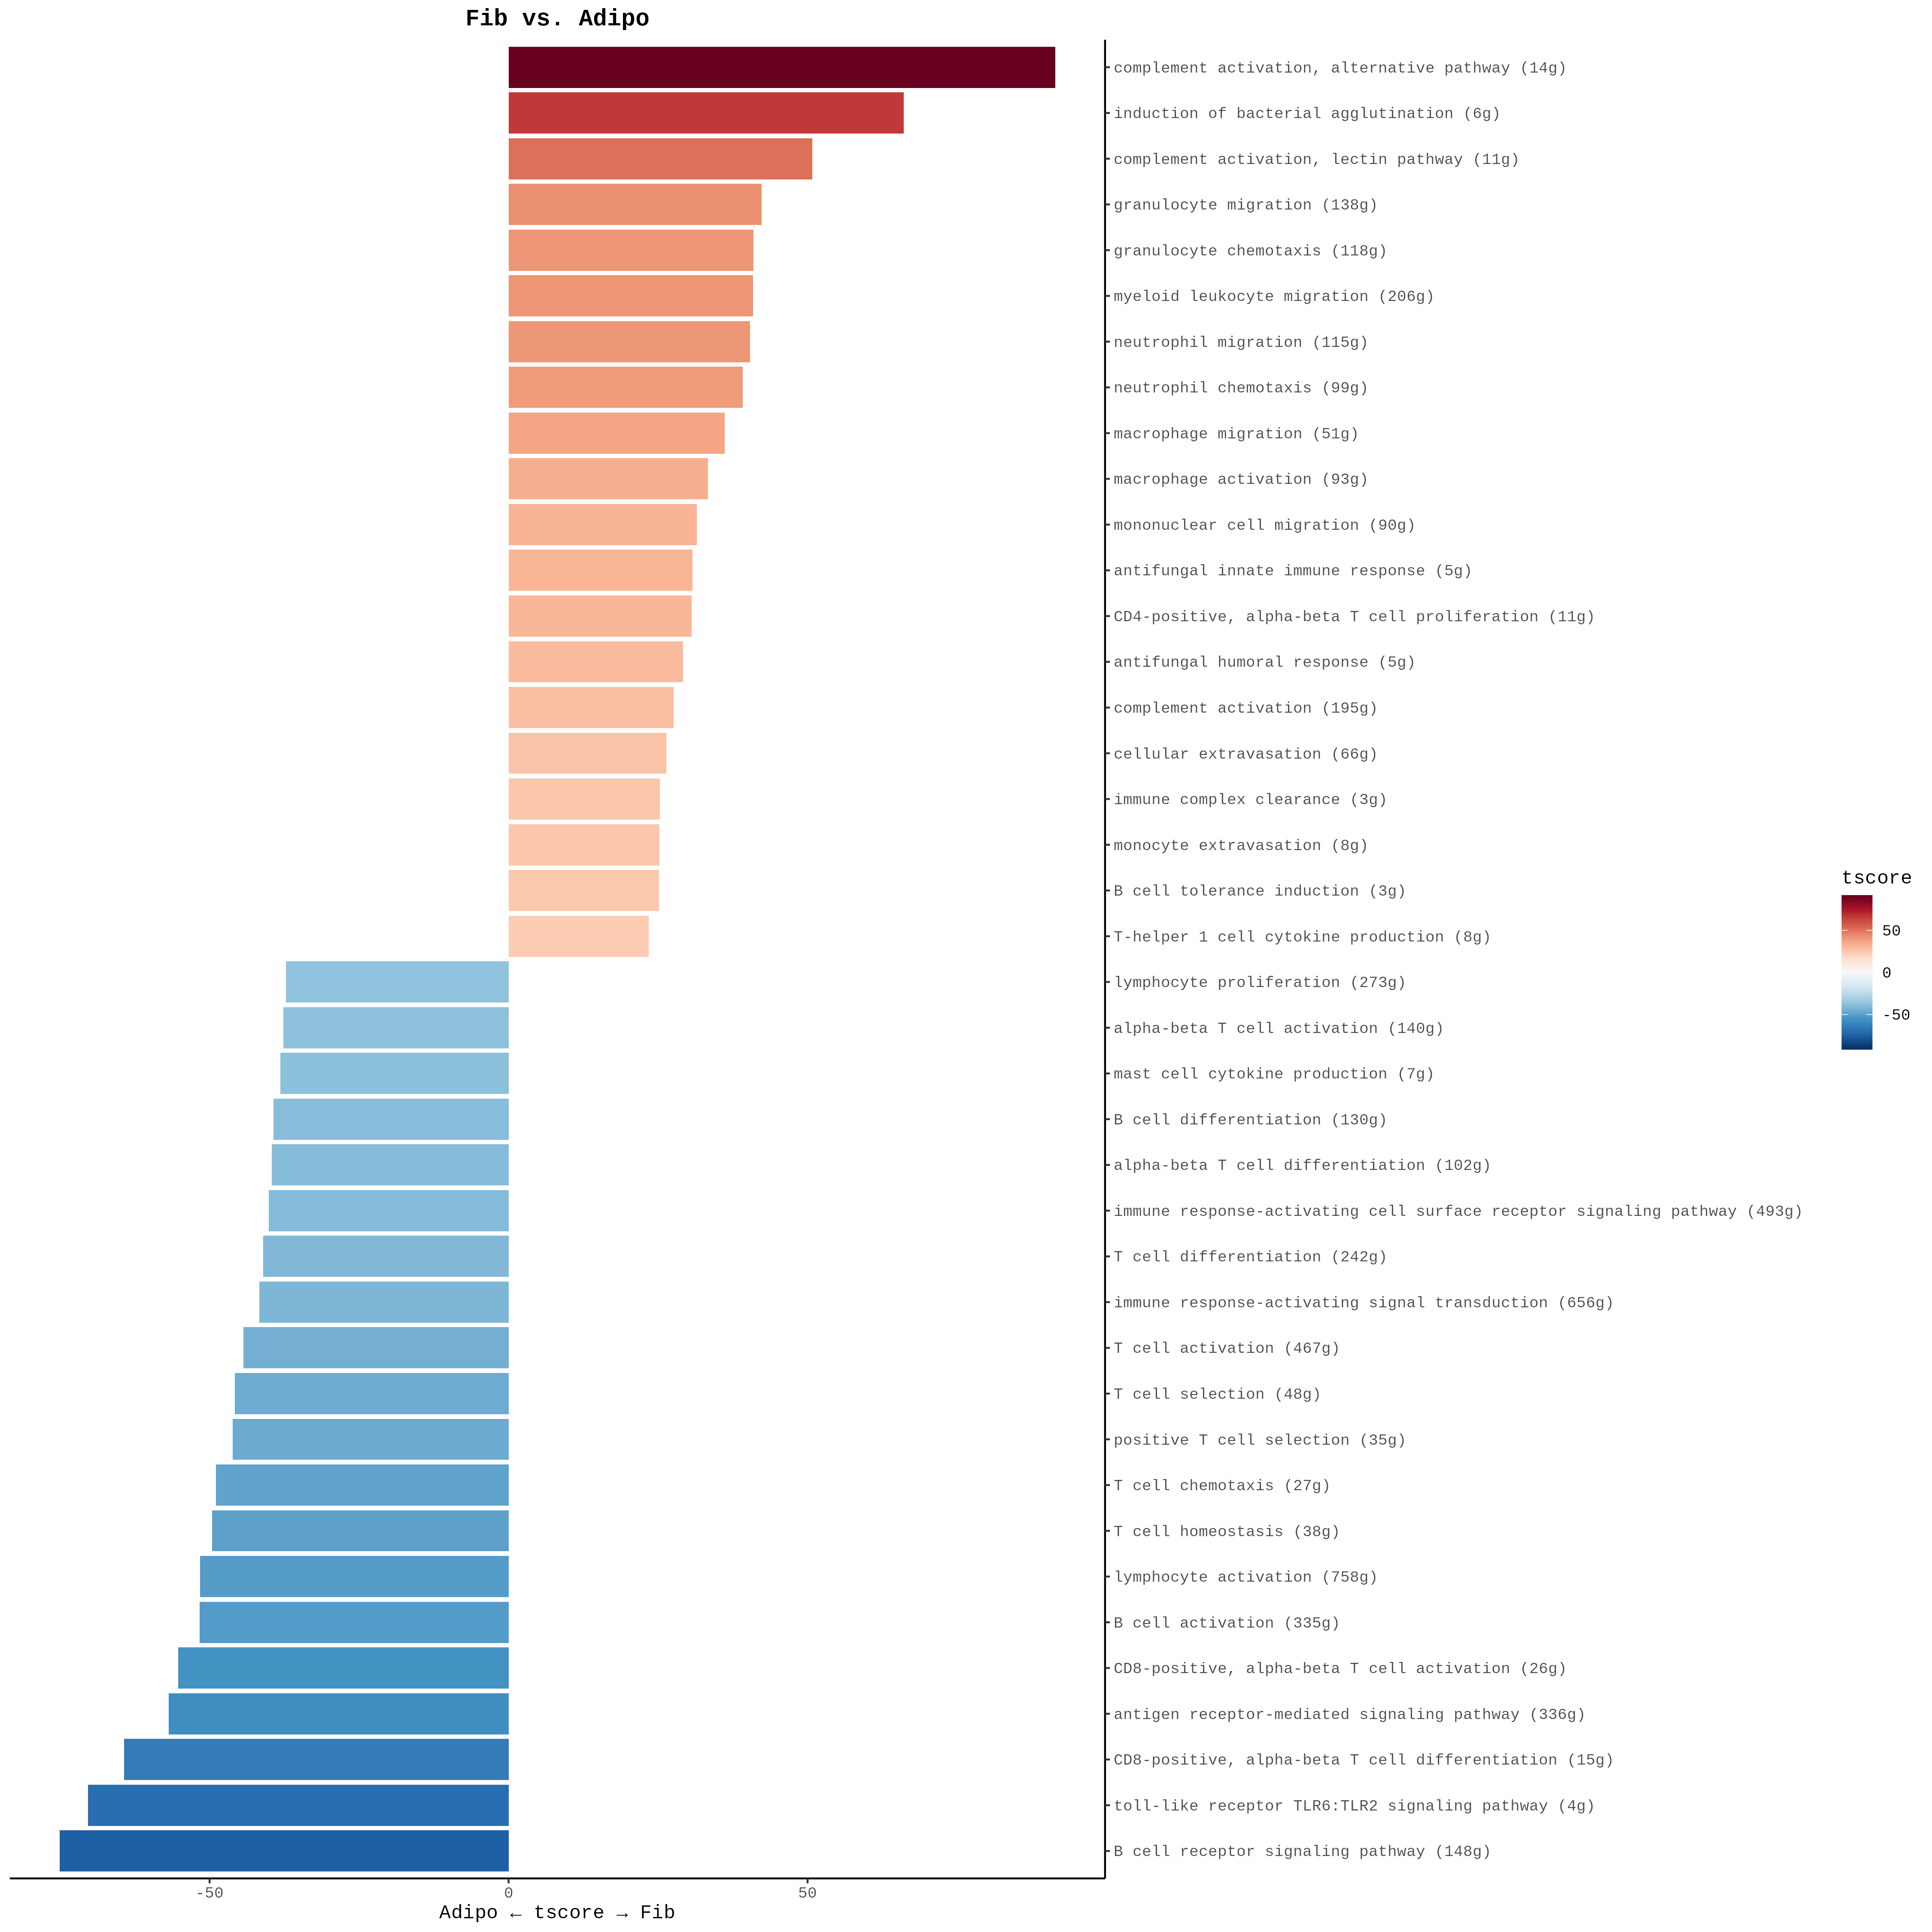 Fib vs. Adipo
complement activation, alternative pathway (14g)
induction of bacterial agglutination (6g)
complement activation, lectin pathway (11g)
granulocyte migration (138g)
granulocyte chemotaxis (118g)
myeloid leukocyte migration (206g)
neutrophil migration (115g)
neutrophil chemotaxis (99g)
macrophage migration (51g)
macrophage activation (93g)
mononuclear cell migration (90g)
antifungal innate immune response (5g)
CD4-positive, alpha-beta T cell proliferation (11g)
antifungal humoral response (5g)
complement activation (195g)
cellular extravasation (66g)
immune complex clearance (3g)
monocyte extravasation (8g)
B cell tolerance induction (3g)
T-helper 1 cell cytokine production (8g)
lymphocyte proliferation (273g)
alpha-beta T cell activation (140g)
mast cell cytokine production (7g)
B cell differentiation (130g)
alpha-beta T cell differentiation (102g)
immune response-activating cell surface receptor signaling pathway (493g)
T cell differentiation (242g)
immune response-activating signal transduction (656g)
T cell activation (467g)
T cell selection (48g)
positive T cell selection (35g)
T cell chemotaxis (27g)
T cell homeostasis (38g)
lymphocyte activation (758g)
B cell activation (335g)
CD8-positive, alpha-beta T cell activation (26g)
antigen receptor-mediated signaling pathway (336g)
CD8-positive, alpha-beta T cell differentiation (15g)
toll-like receptor TLR6:TLR2 signaling pathway (4g)
B cell receptor signaling pathway (148g)
-50 0 50
Adipo ← tscore → Fib
tscore
50
0
-50